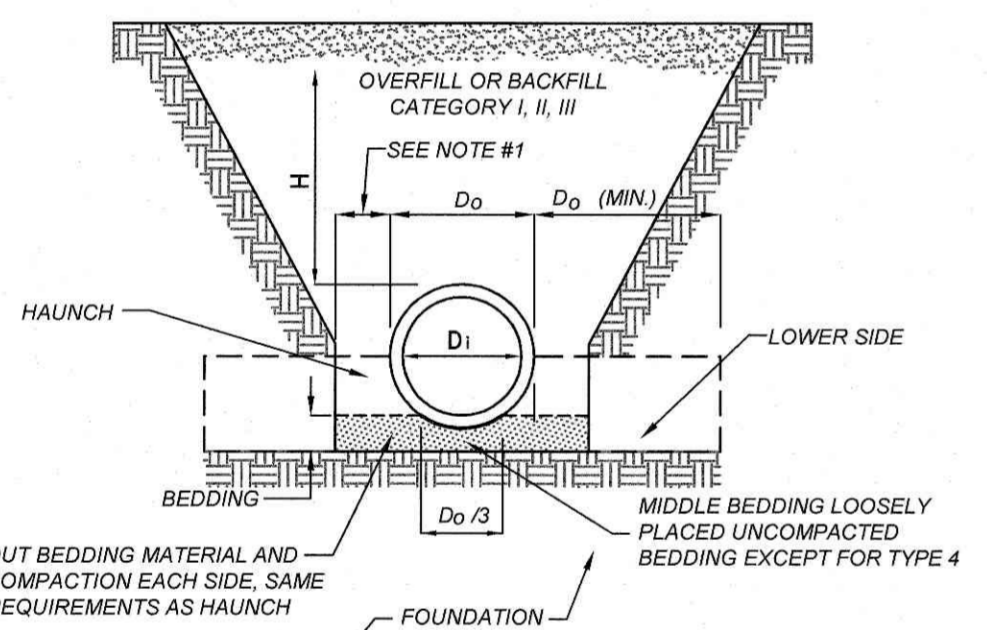 OVERFILL OR BACKFILL
CATEGORY I, II, III
SEE NOTE #1
H
Do
Do (MIN.)
HAUNCH
Di
LOWER SIDE
BEDDING
Do /3
MIDDLE BEDDING LOOSELY
PLACED UNCOMPACTED
BEDDING EXCEPT FOR TYPE 4
UT BEDDING MATERIAL AND
OMPACTION EACH SIDE, SAME
REQUIREMENTS AS HAUNCH
FOUNDATION